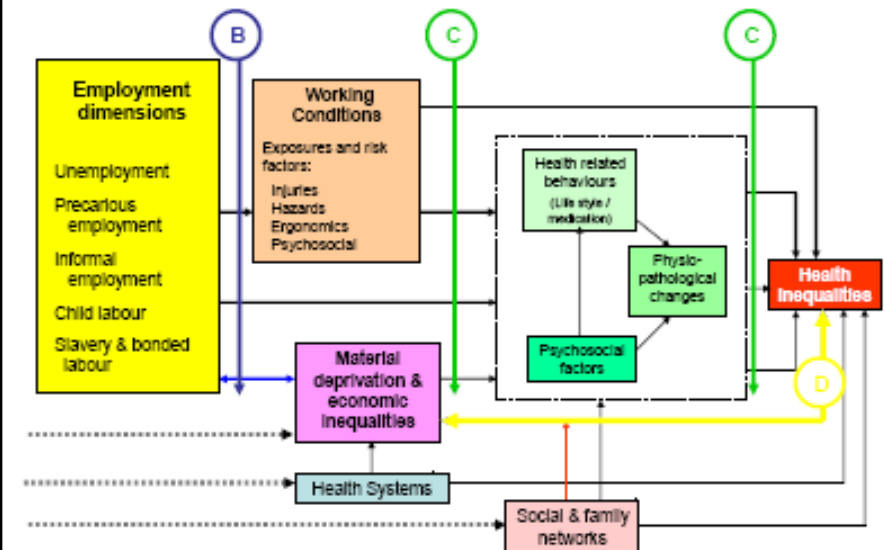 B
C
C
Employment
dimensions
Unemployment
Precarious
employment
Informal
employment
Child labour
Slavery & bonded
labour
Working
Conditions
Exposures and risk
factors:
Injuries
Hazards
Ergonomics
Psychosocial
Health related
behaviours
(Life style /
medication)
Physio-
pathological
changes
Psychosocial
factors
Health
Inequalities
D
Material
deprivation &
economic
inequalities
Health Systems
Social & family
networks